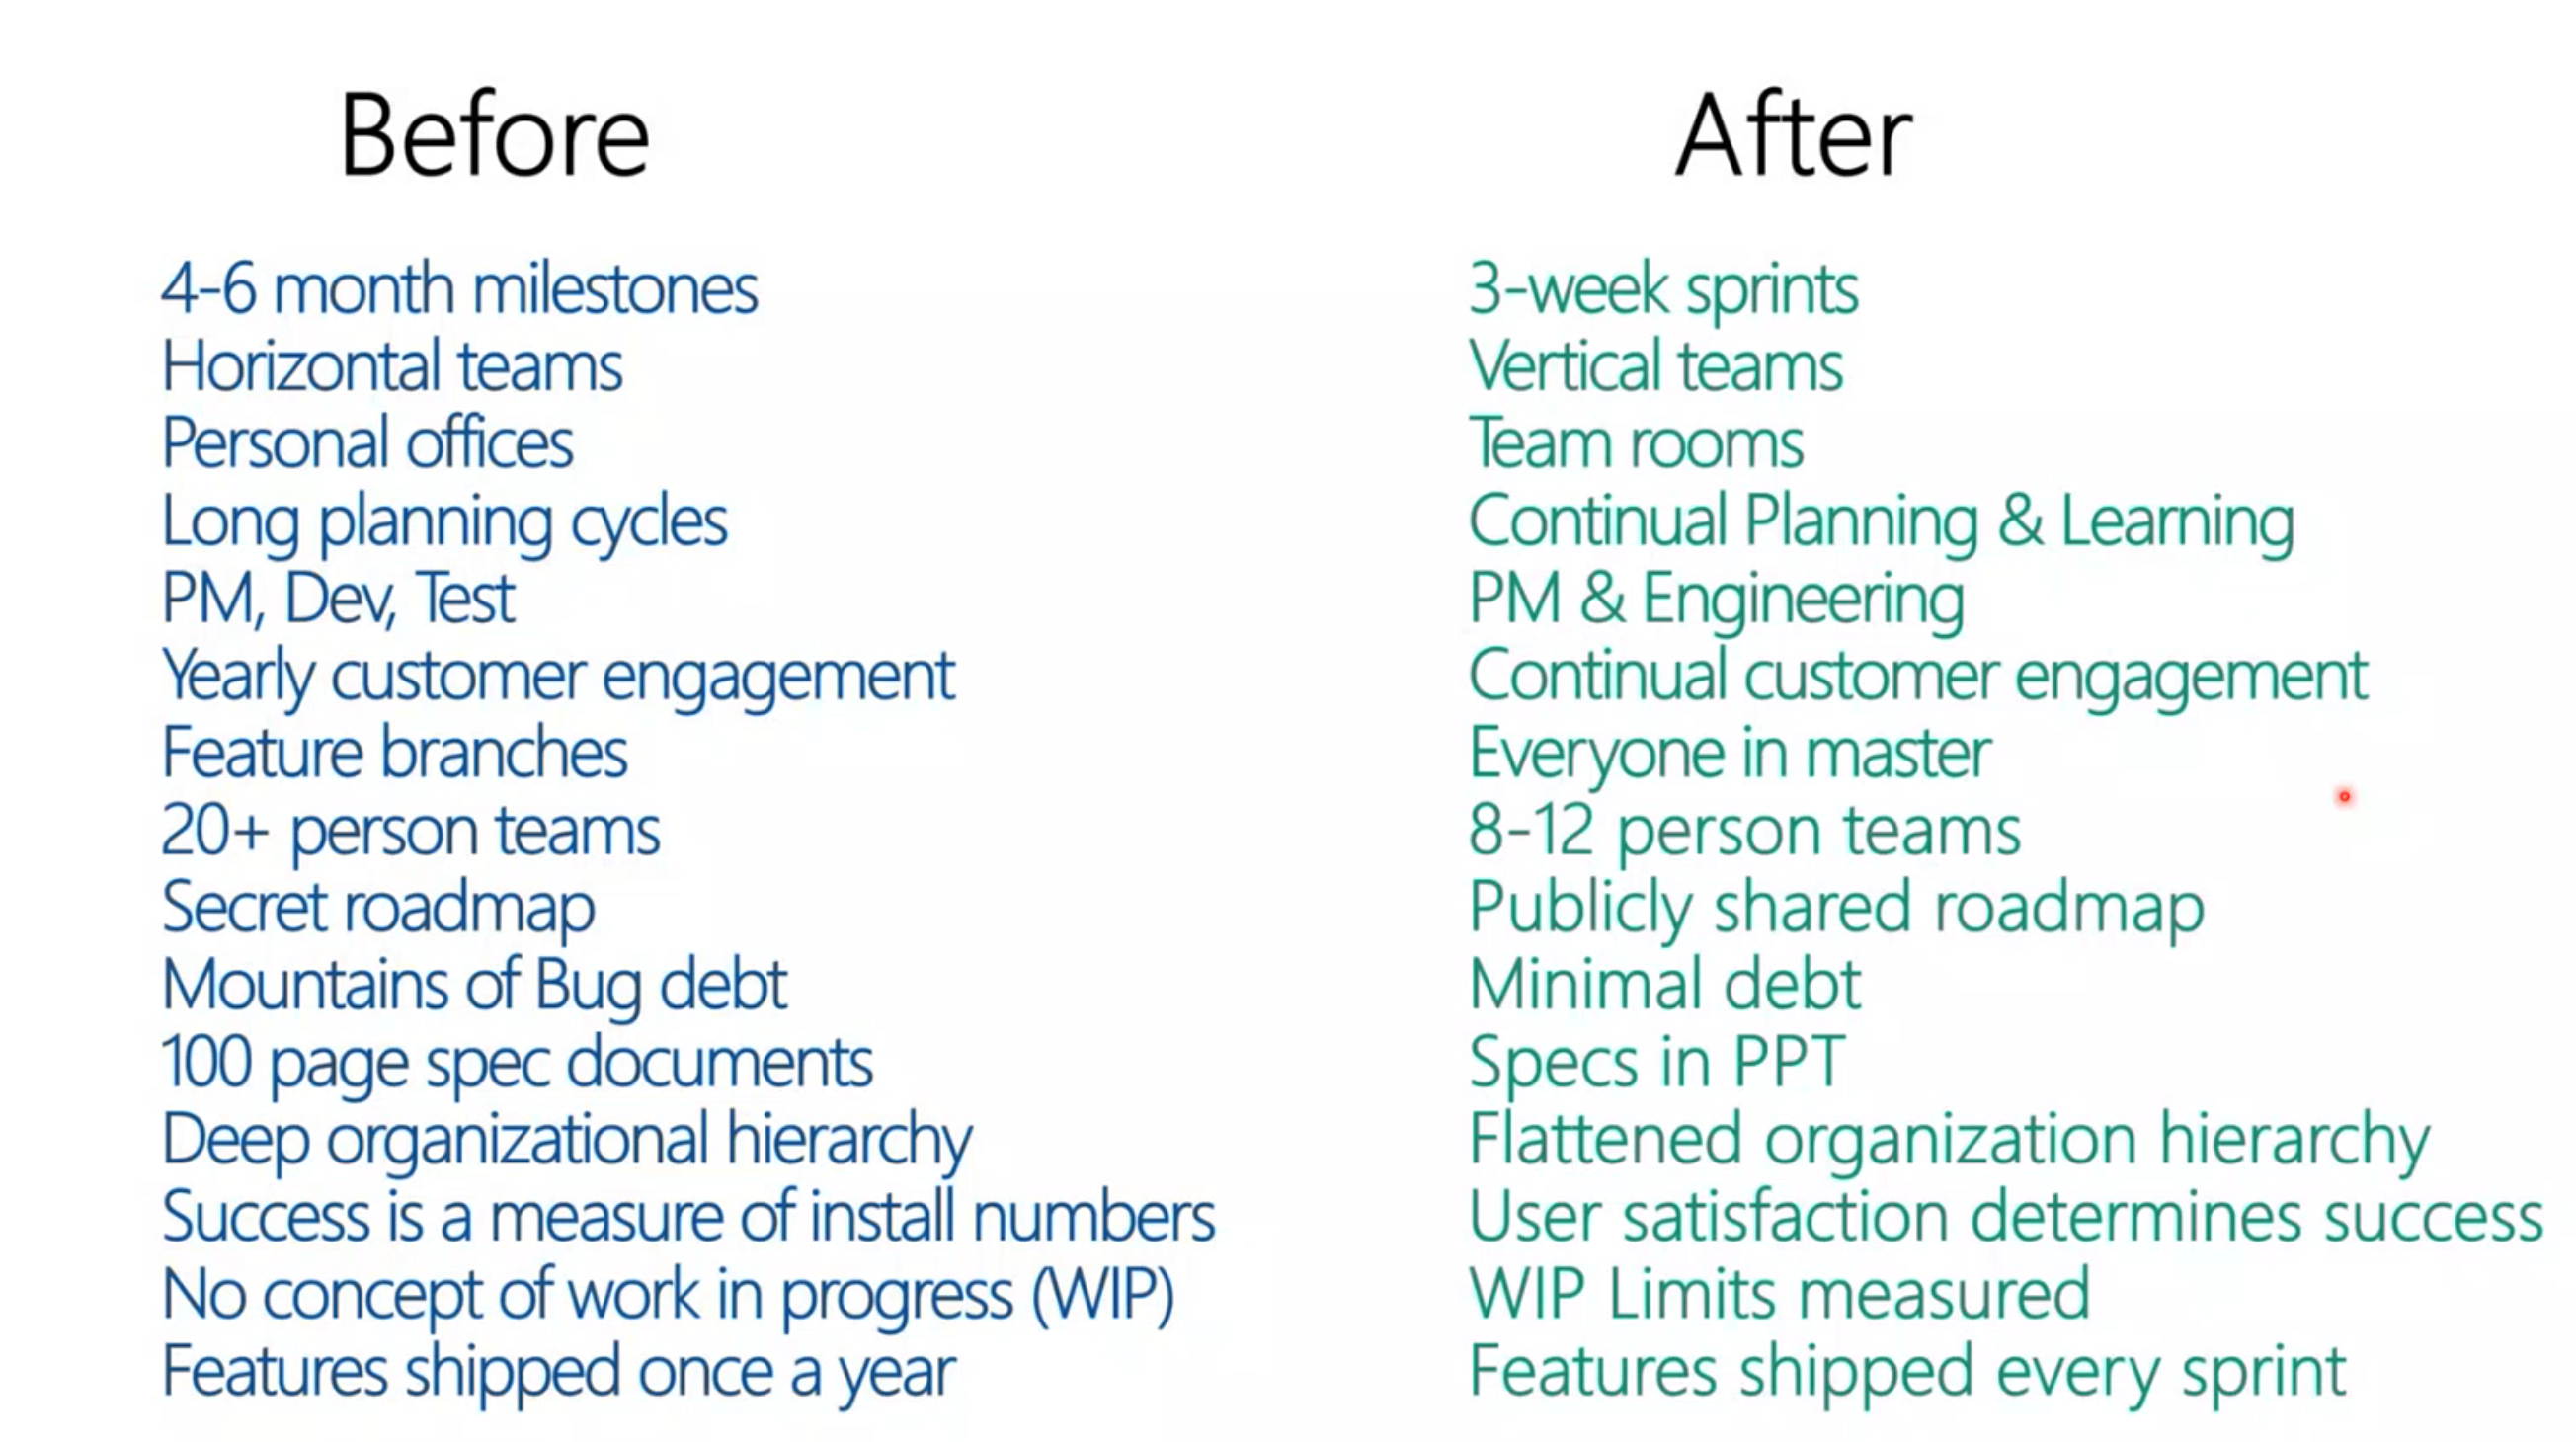 Before
4-6 month milestones
Horizontal teams
Personal offices
Long planning cycles
PM, Dev, Test
Yearly customer engagement
Feature branches
20+ person teams
Secret roadmap
Mountains of Bug debt
100 page spec documents
Deep organizational hierarchy
Success is a measure of install numbers
No concept of work in progress (WIP)
Features shipped once a year
After
3-week sprints
Vertical teams
Team rooms
Continual Planning & Learning
PM & Engineering
Continual customer engagement
Everyone in master
8-12 person teams
Publicly shared roadmap
Minimal debt
Specs in PPT
Flattened organization hierarchy
User satisfaction determines success
WIP Limits measured
Features shipped every sprint